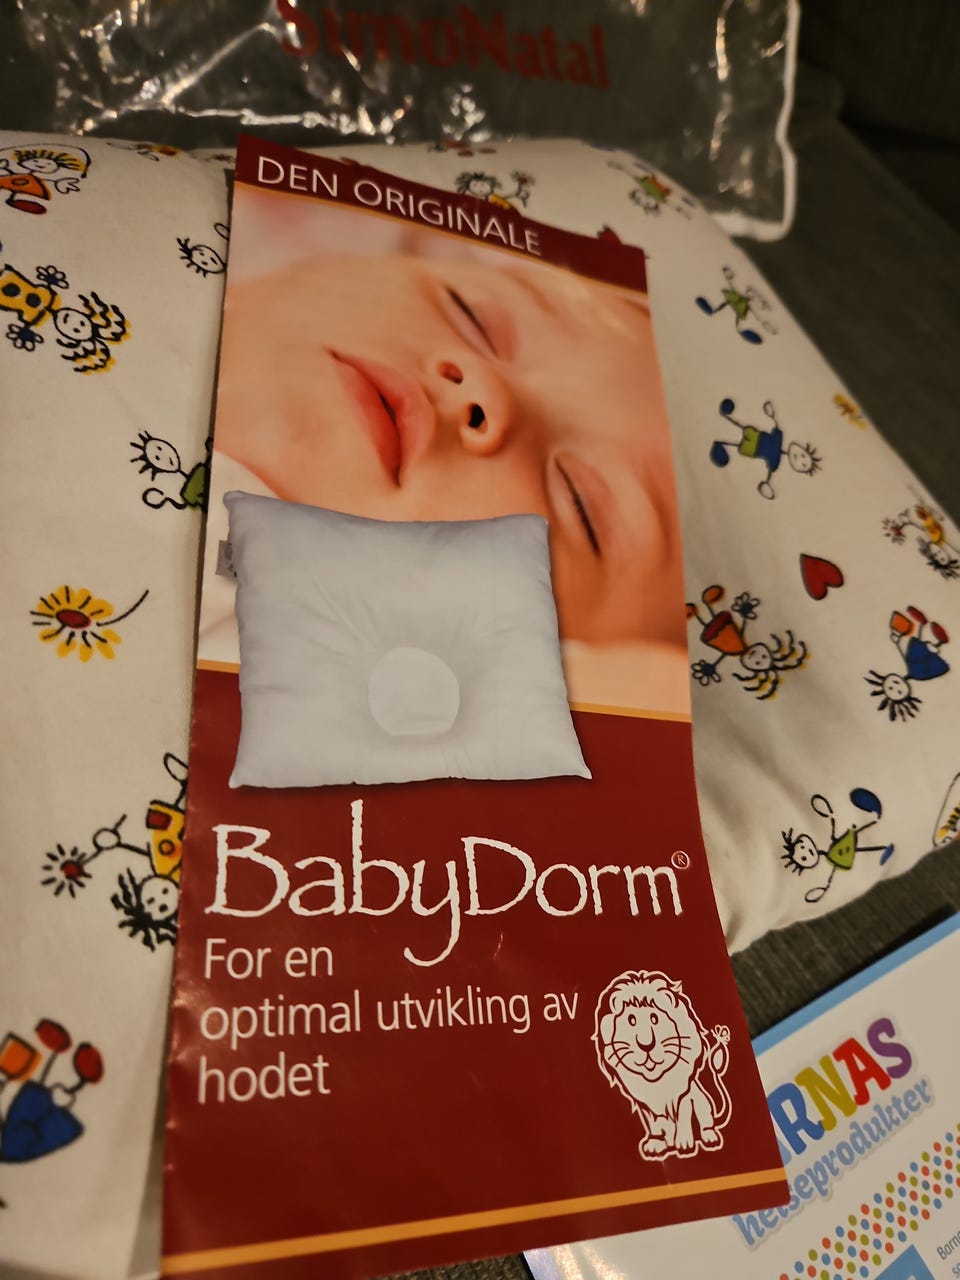 SimoNatal
DEN ORIGINALE
BabyDorm®
For en
optimal utvikling av
hodet
helseprodukter